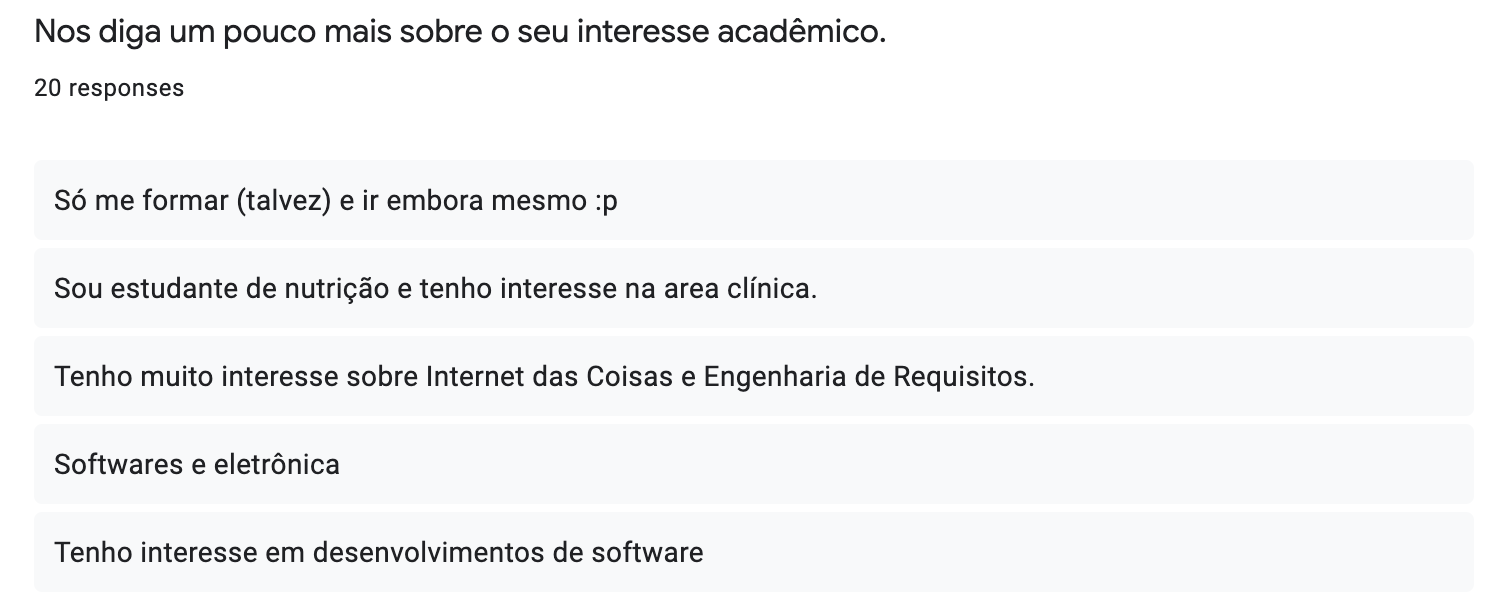 Nos diga um pouco mais sobre o seu interesse acadêmico.
20 responses
Só me formar (talvez) e ir embora mesmo :p
Sou estudante de nutrição e tenho interesse na area clínica.
Tenho muito interesse sobre Internet das Coisas e Engenharia de Requisitos.
Softwares e eletrônica
Tenho interesse em desenvolvimentos de software